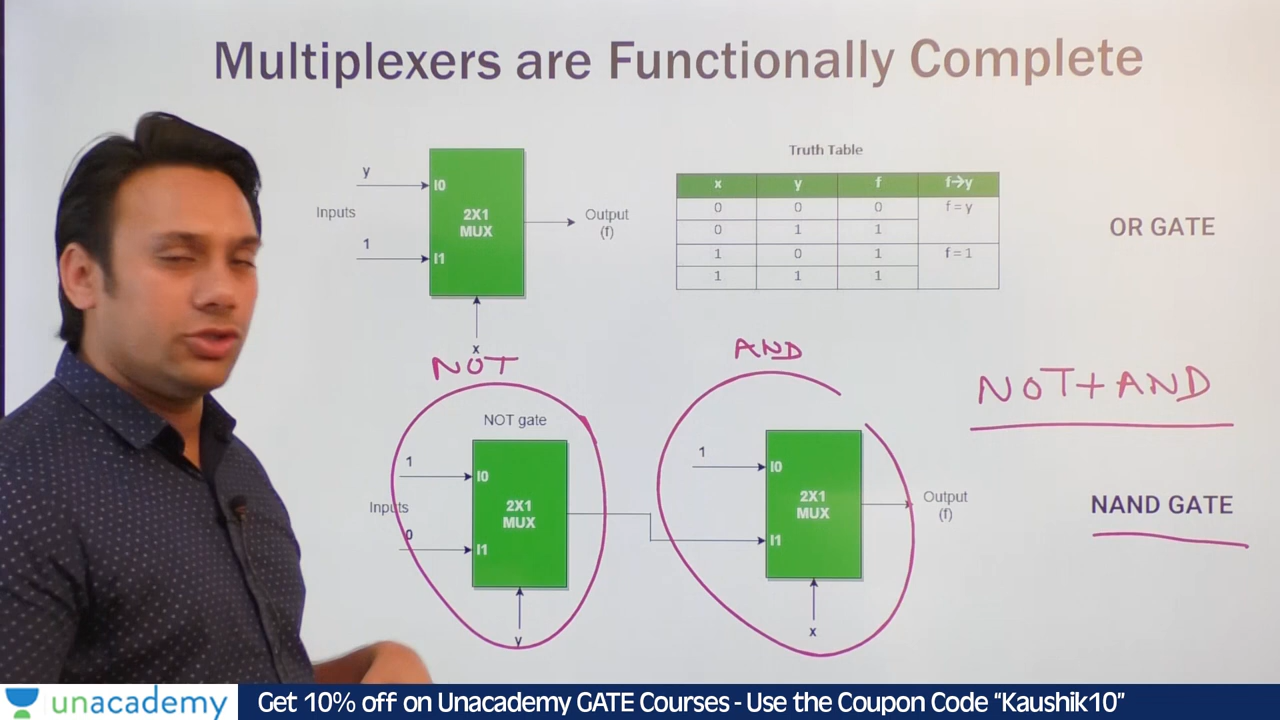 Multiplexers are Functionally Complete
y
I0
Inputs
2X1
MUX
Output
(f)
1
I1
x
Truth Table
x y f f→y
0 0 0 f = y
0 1 1
1 0 1 f = 1
1 1 1
OR GATE
NOT
AND
NOT + AND
NOT gate
1
I0
Inputs
2X1
MUX
0
I1
y
1
I0
2X1
MUX
I1
x
Output
(f)
NAND GATE
unacademy
Get 10% off on Unacademy GATE Courses - Use the Coupon Code “Kaushik10”